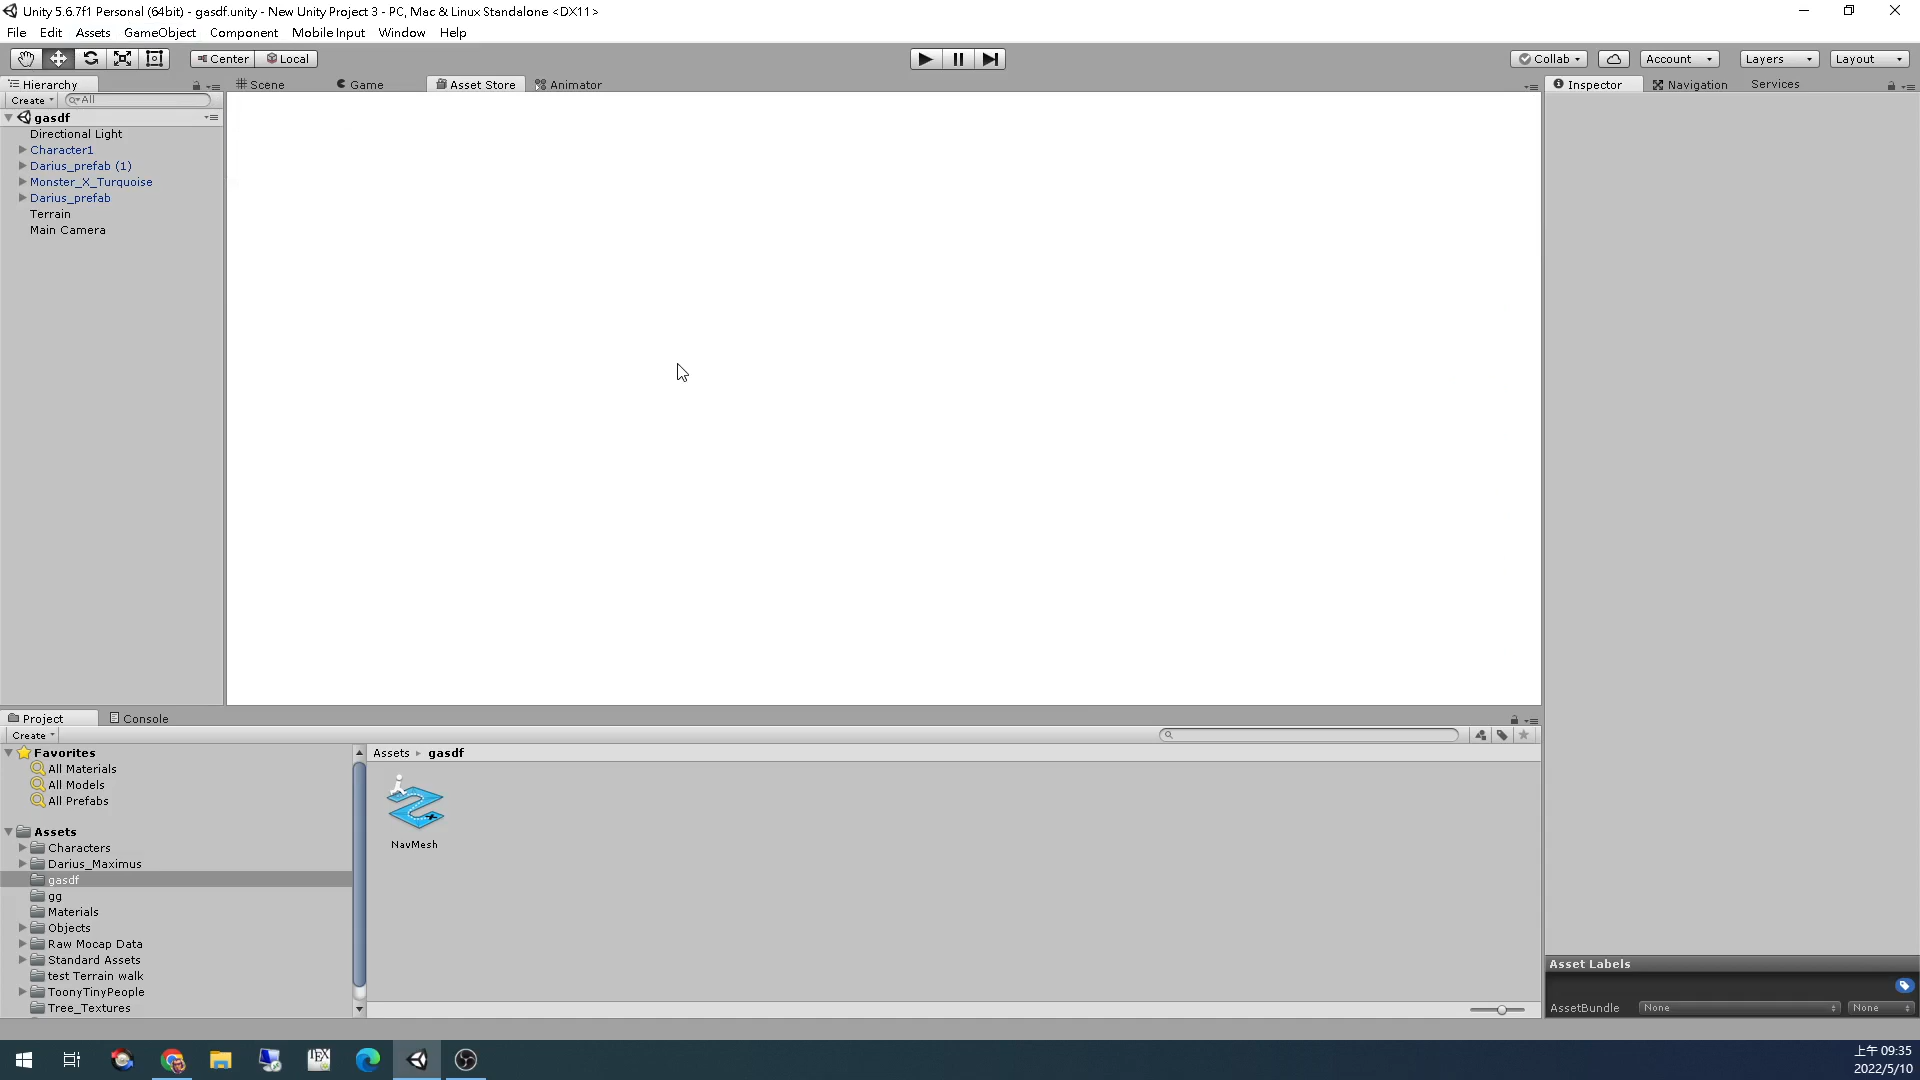 Unity 5.6.7f1 Personal (64bit) - gasdf.unity - New Unity Project 3 - PC, Mac & Linux Standalone <DX11>
File Edit Assets GameObject Component Mobile Input Window Help
Center Local Collab Account Layers Layout
Hierarchy Scene Game Asset Store Animator Inspector Navigation Services
Create All
gasdf
Directional Light
Character1
Darius_prefab (1)
Monster_X_Turquoise
Darius_prefab
Terrain
Main Camera
Project Console
Create
Favorites
All Materials
All Models
All Prefabs
Assets
Characters
Darius_Maximus
gasdf
gg
Materials
Objects
Raw Mocap Data
Standard Assets
test Terrain walk
ToonyTinyPeople
Tree_Textures
Assets gasdf
NavMesh
Asset Labels
AssetBundle None None
TEX
上午 09:35
2022/5/10